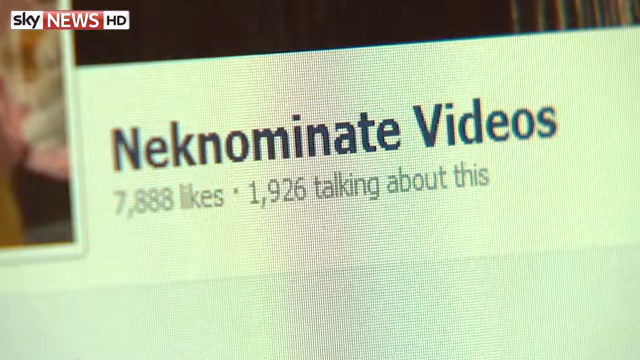 sky NEWS HD
Neknominate Videos
7,888 likes · 1,926 talking about this